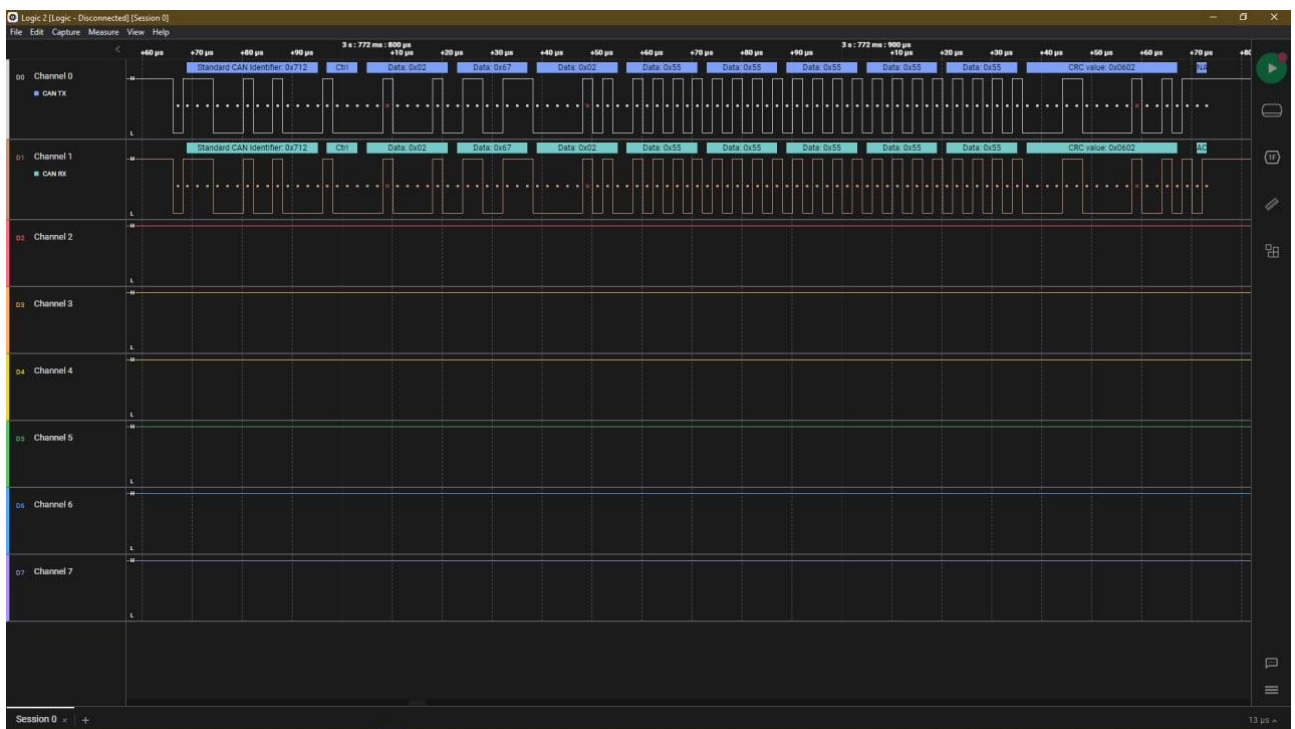 Logic 2 [Logic - Disconnected] [Session 0]
File Edit Capture Measure View Help
3 s : 772 ms : 800 µs 3 s : 772 ms : 900 µs
+60 µs +70 µs +80 µs +90 µs +10 µs +20 µs +30 µs +40 µs +50 µs +60 µs +70 µs +80 µs +90 µs +10 µs +20 µs +30 µs +40 µs +50 µs +60 µs +70 µs
D0 Channel 0 H Standard CAN Identifier: 0x712 Ctrl Data: 0x02 Data: 0x67 Data: 0x02 Data: 0x55 Data: 0x55 Data: 0x55 Data: 0x55 Data: 0x55 CRC value: 0x0602 NA
CAN TX
L
D1 Channel 1 H Standard CAN Identifier: 0x712 Ctrl Data: 0x02 Data: 0x67 Data: 0x02 Data: 0x55 Data: 0x55 Data: 0x55 Data: 0x55 Data: 0x55 CRC value: 0x0602 AC
CAN RX
1F
L
H
D2 Channel 2
L
H
D3 Channel 3
L
H
D4 Channel 4
L
H
D5 Channel 5
L
H
D6 Channel 6
L
H
D7 Channel 7
L
Session 0 × +
13 µs